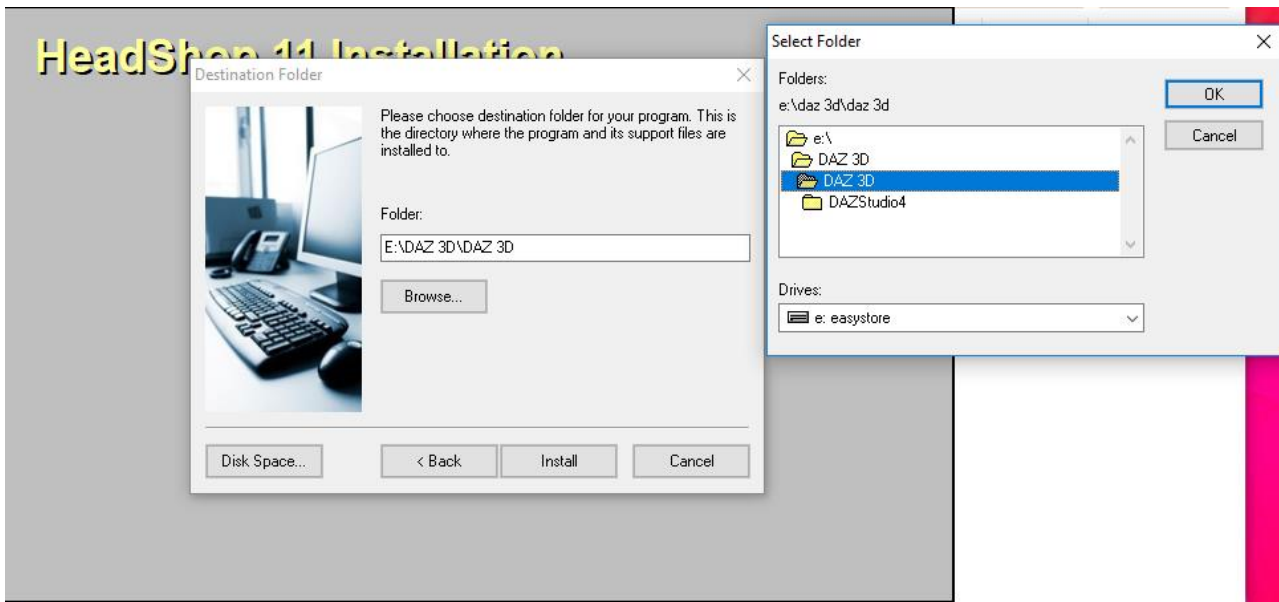 HeadShop 11 Installation
Destination Folder
Please choose destination folder for your program. This is
the directory where the program and its support files are
installed to.
Folder:
E:\DAZ 3D\DAZ 3D
Browse...
Disk Space...
< Back
Install
Cancel
Select Folder
Folders:
e:\daz 3d\daz 3d
e:\
DAZ 3D
DAZ 3D
DAZStudio4
Drives:
e: easystore
OK
Cancel